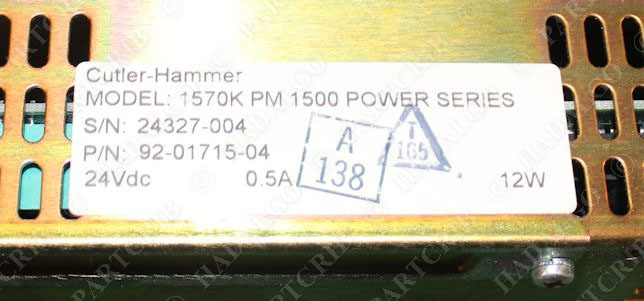 Cutler-Hammer
MODEL: 1570K PM 1500 POWER SERIES
S/N: 24327-004
P/N: 92-01715-04
24Vdc 0.5A 12W
A
138
T
165
© HADAPARTCRIB